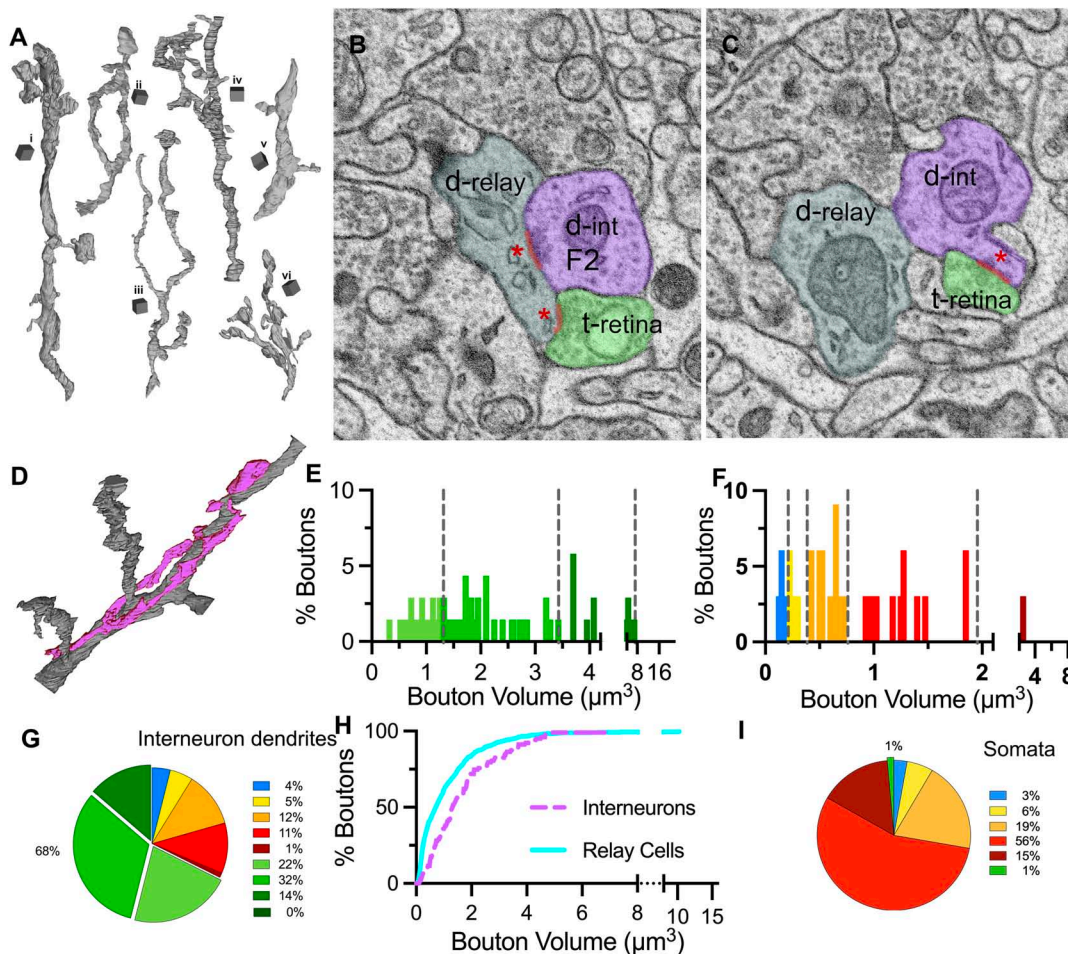 A
i
ii
iii
iv
v
vi
B
d-relay
d-int
F2
*
*
t-retina
C
d-int
d-relay
*
t-retina
D
E
10
5
0
% Boutons
0 1 2 3 4 8 16
Bouton Volume (µm³)
F
10
5
0
% Boutons
0 1 2 4 8
Bouton Volume (µm³)
G
Interneuron dendrites
68%
4%
5%
12%
11%
1%
22%
32%
14%
0%
H
100
50
0
% Boutons
Interneurons
Relay Cells
0 2 4 6 8 10 15
Bouton Volume (µm³)
I
Somata
1%
3%
6%
19%
56%
15%
1%